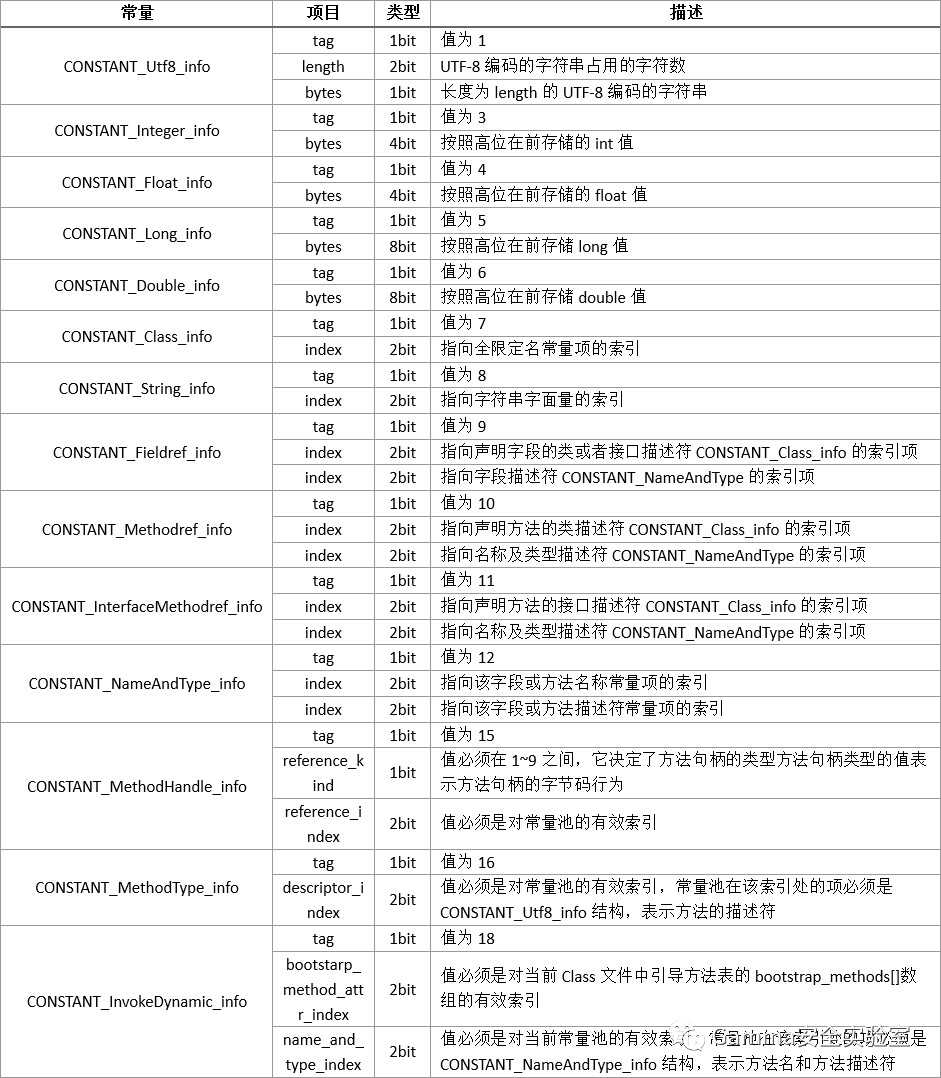 常量 项目 类型 描述
CONSTANT_Utf8_info tag 1bit 值为 1
length 2bit UTF-8 编码的字符串占用的字符数
bytes 1bit 长度为 length 的 UTF-8 编码的字符串
CONSTANT_Integer_info tag 1bit 值为 3
bytes 4bit 按照高位在前存储的 int 值
CONSTANT_Float_info tag 1bit 值为 4
bytes 4bit 按照高位在前存储的 float 值
CONSTANT_Long_info tag 1bit 值为 5
bytes 8bit 按照高位在前存储 long 值
CONSTANT_Double_info tag 1bit 值为 6
bytes 8bit 按照高位在前存储 double 值
CONSTANT_Class_info tag 1bit 值为 7
index 2bit 指向全限定名常量项的索引
CONSTANT_String_info tag 1bit 值为 8
index 2bit 指向字符串字面量的索引
CONSTANT_Fieldref_info tag 1bit 值为 9
index 2bit 指向声明字段的类或者接口描述符 CONSTANT_Class_info 的索引项
index 2bit 指向字段描述符 CONSTANT_NameAndType 的索引项
CONSTANT_Methodref_info tag 1bit 值为 10
index 2bit 指向声明方法的类描述符 CONSTANT_Class_info 的索引项
index 2bit 指向名称及类型描述符 CONSTANT_NameAndType 的索引项
CONSTANT_InterfaceMethodref_info tag 1bit 值为 11
index 2bit 指向声明方法的接口描述符 CONSTANT_Class_info 的索引项
index 2bit 指向名称及类型描述符 CONSTANT_NameAndType 的索引项
CONSTANT_NameAndType_info tag 1bit 值为 12
index 2bit 指向该字段或方法名称常量项的索引
index 2bit 指向该字段或方法描述符常量项的索引
CONSTANT_MethodHandle_info tag 1bit 值为 15
reference_k
ind 1bit 值必须在 1~9 之间，它决定了方法句柄的类型方法句柄类型的值表
示方法句柄的字节码行为
reference_i
ndex 2bit 值必须是对常量池的有效索引
CONSTANT_MethodType_info tag 1bit 值为 16
descriptor_i
ndex 2bit 值必须是对常量池的有效索引，常量池在该索引处的项必须是
CONSTANT_Utf8_info 结构，表示方法的描述符
CONSTANT_InvokeDynamic_info tag 1bit 值为 18
bootstarp_
method_att
r_index 2bit 值必须是对当前 Class 文件中引导方法表的 bootstrap_methods[]数
组的有效索引
name_and_
type_index 2bit 值必须是对当前常量池的有效索
CONSTANT_NameAndType_info 结构，表示方法名和方法描述符
Gamma安全实验室